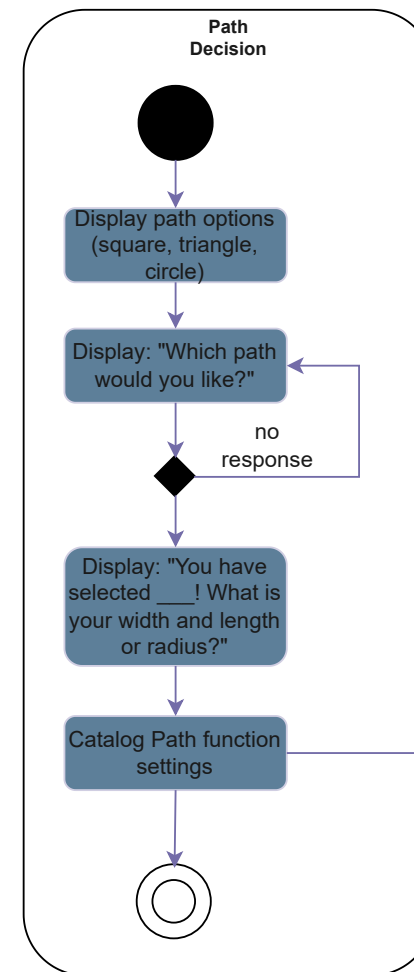 Path
Decision
Display path options
(square, triangle,
circle)
Display: "Which path
would you like?"
no
response
Display: "You have
selected ___! What is
your width and length
or radius?"
Catalog Path function
settings